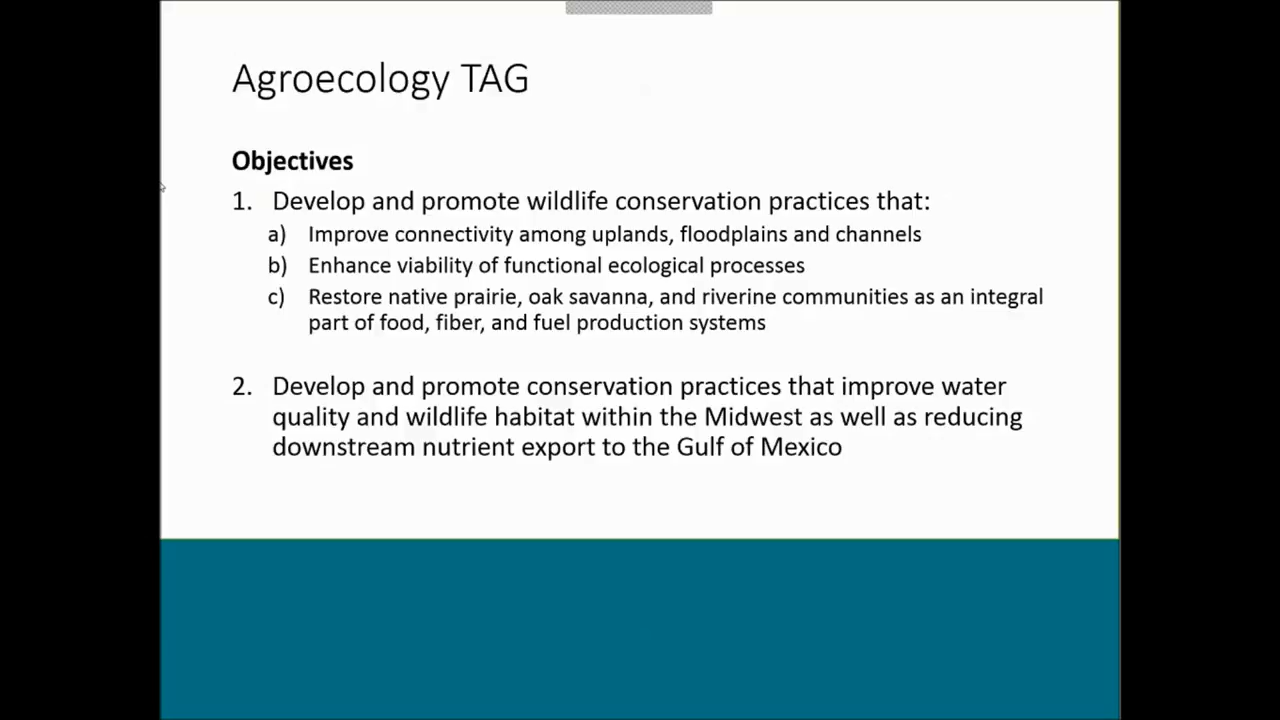 Agroecology TAG
Objectives
1. Develop and promote wildlife conservation practices that:
a) Improve connectivity among uplands, floodplains and channels
b) Enhance viability of functional ecological processes
c) Restore native prairie, oak savanna, and riverine communities as an integral
part of food, fiber, and fuel production systems
2. Develop and promote conservation practices that improve water
quality and wildlife habitat within the Midwest as well as reducing
downstream nutrient export to the Gulf of Mexico